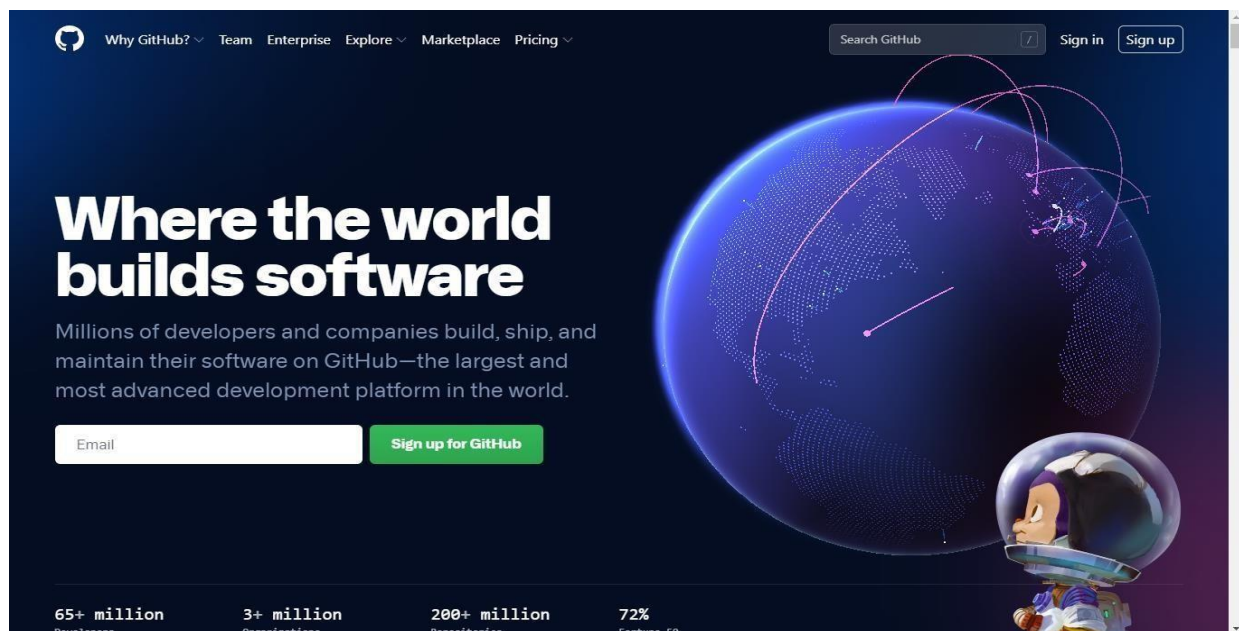 Why GitHub? Team Enterprise Explore Marketplace Pricing Search GitHub / Sign in Sign up
Where the world
builds software
Millions of developers and companies build, ship, and
maintain their software on GitHub—the largest and
most advanced development platform in the world.
Email Sign up for GitHub
65+ million 3+ million 200+ million 72%